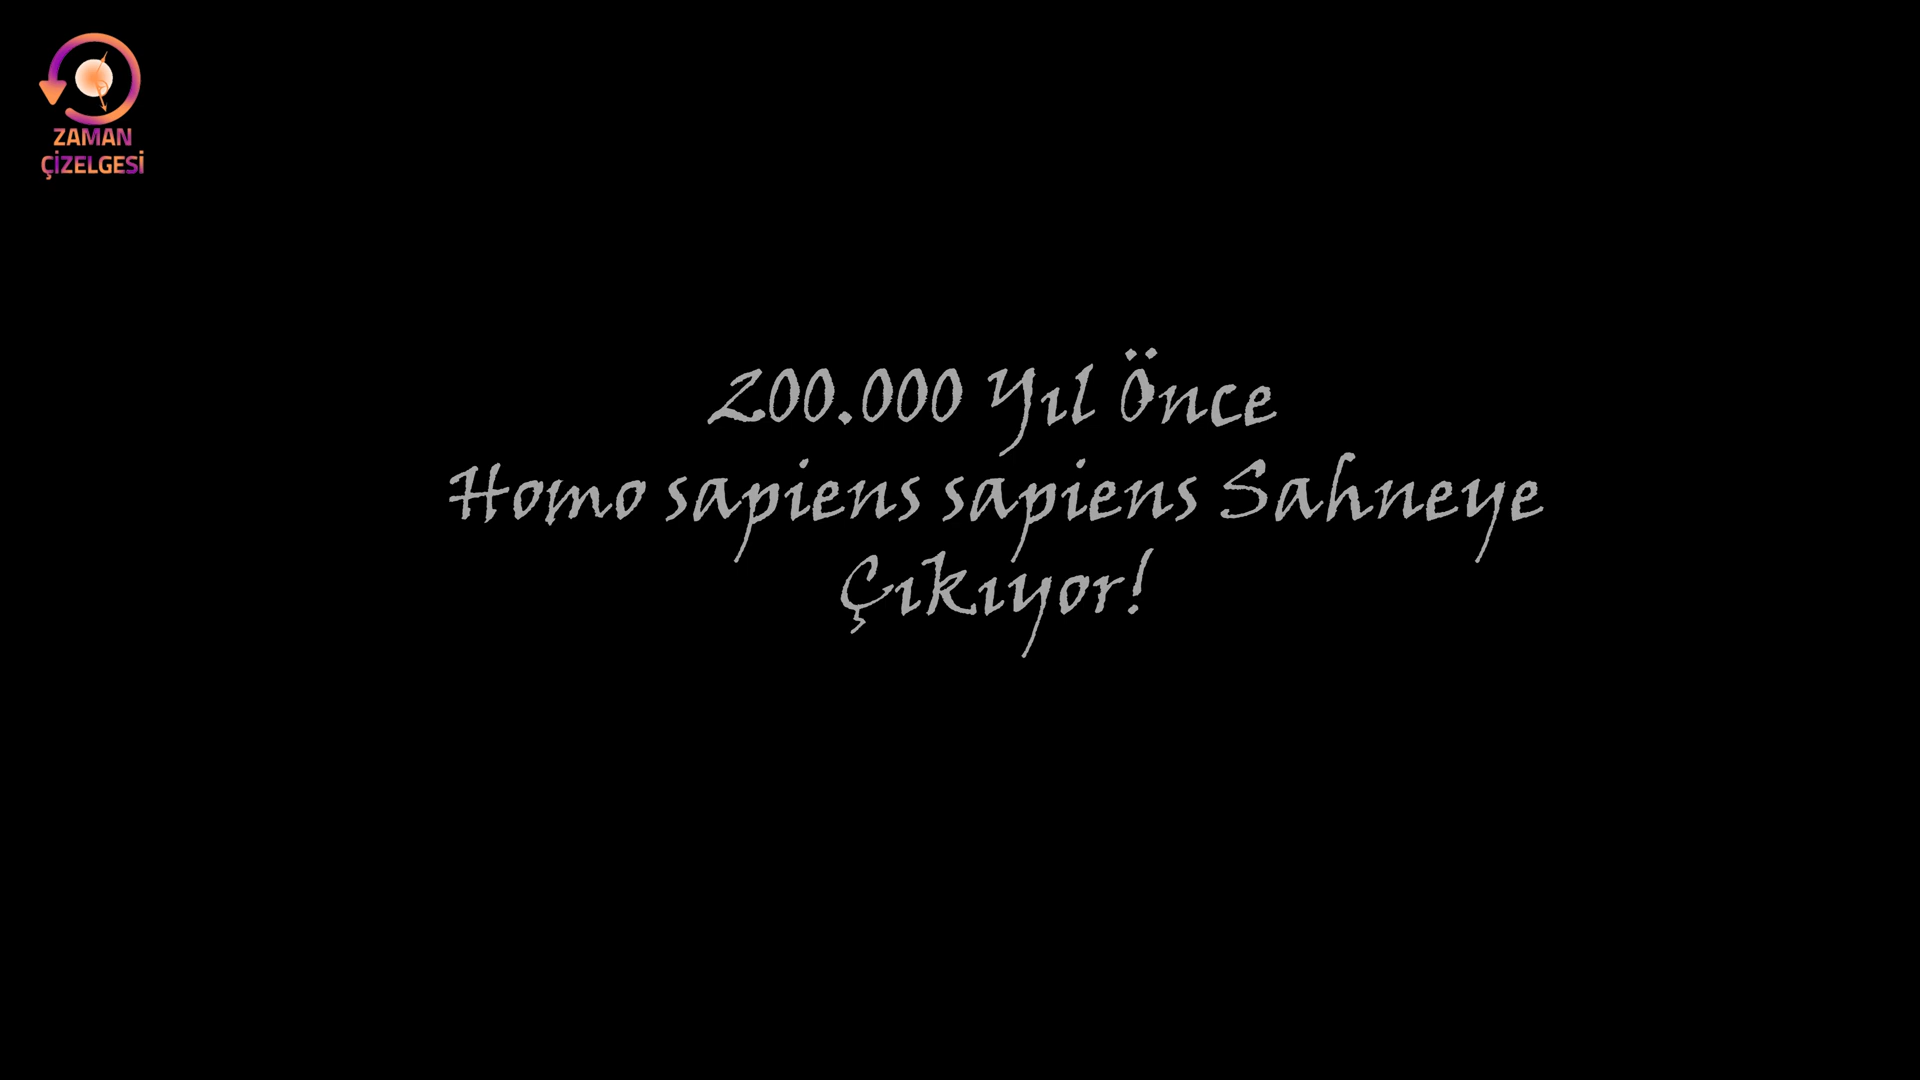 ZAMAN
ÇİZELGESİ
200.000 Yıl Önce
Homo sapiens sapiens Sahneye
Çıkıyor!